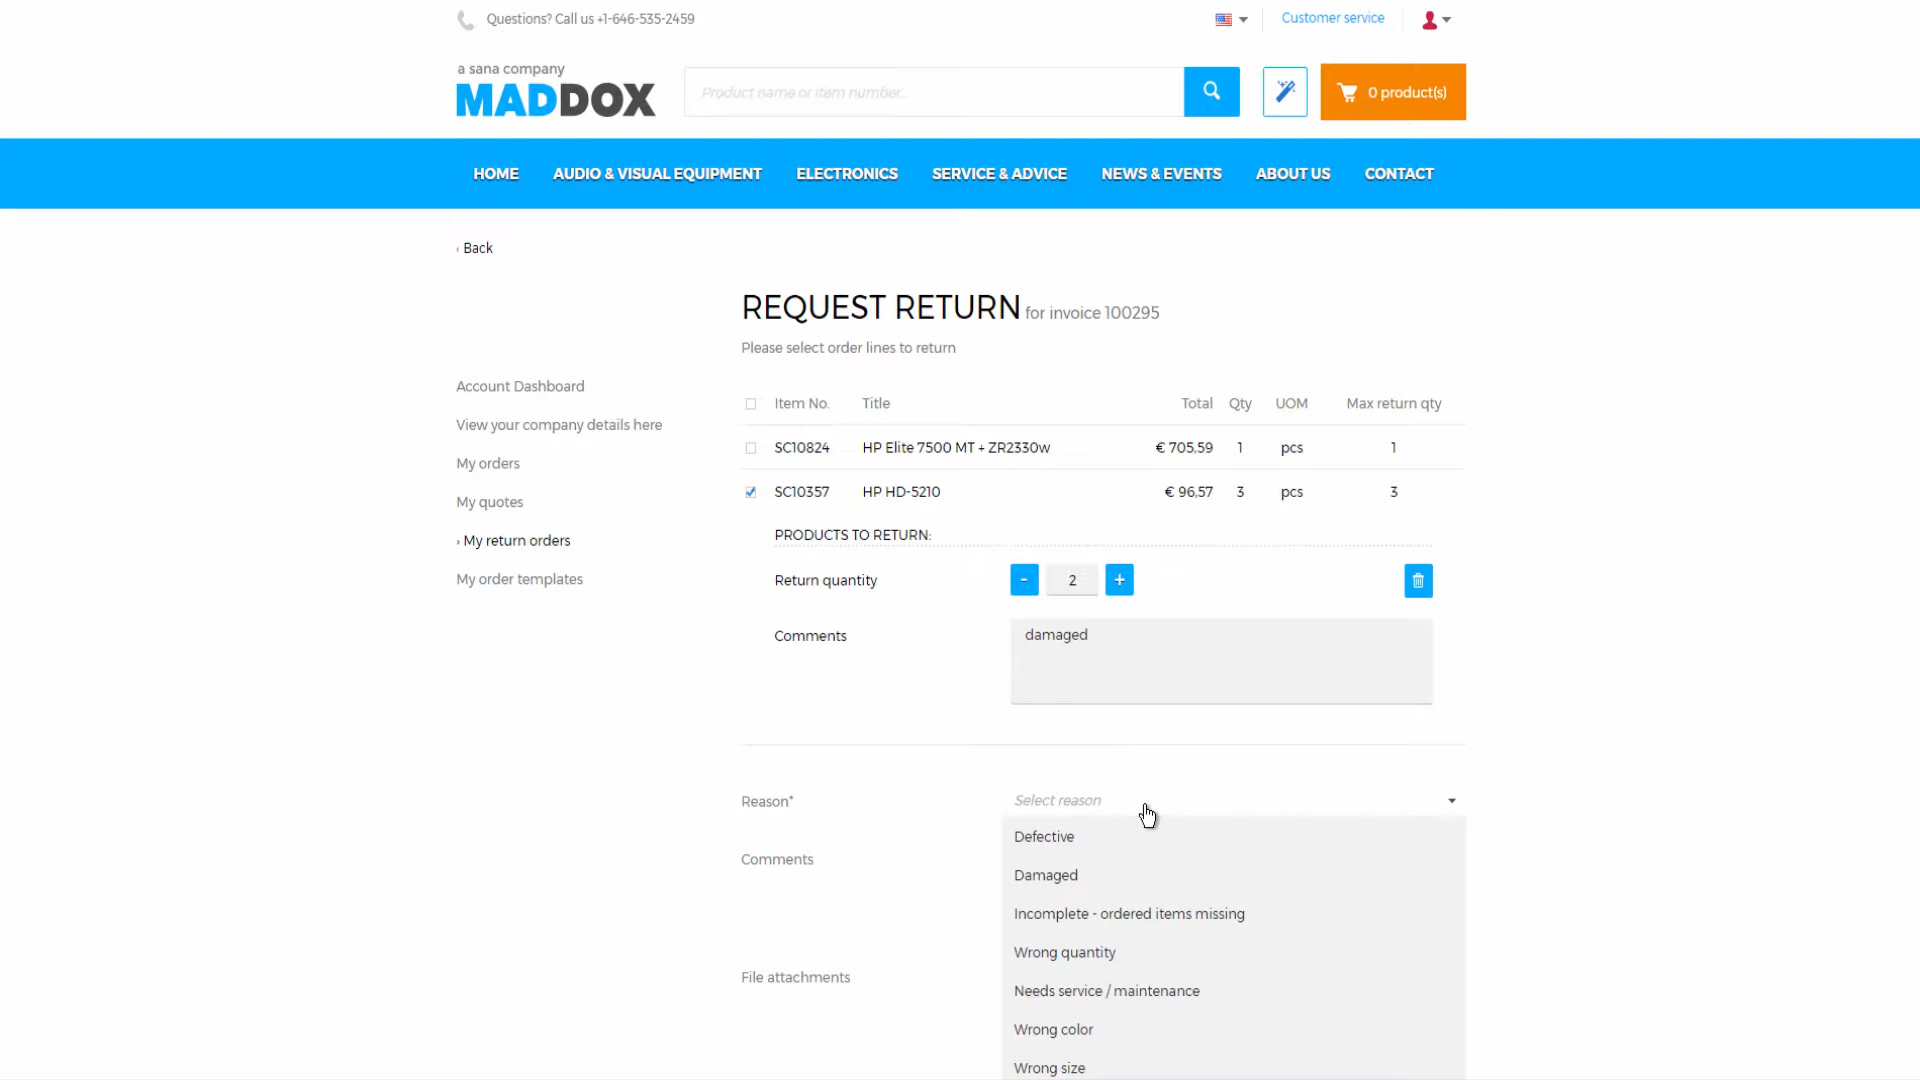 Questions? Call us +1-646-535-2459
Customer service
a sana company
MADDOX
Product name or item number...
0 product(s)
HOME AUDIO & VISUAL EQUIPMENT ELECTRONICS SERVICE & ADVICE NEWS & EVENTS ABOUT US CONTACT
‹ Back
REQUEST RETURN for invoice 100295
Please select order lines to return
Account Dashboard
View your company details here
My orders
My quotes
› My return orders
My order templates
Item No. Title Total Qty UOM Max return qty
SC10824 HP Elite 7500 MT + ZR2330w € 705,59 1 pcs 1
SC10357 HP HD-5210 € 96,57 3 pcs 3
PRODUCTS TO RETURN:
Return quantity - 2 +
Comments damaged
Reason* Select reason
Defective
Comments
Damaged
Incomplete - ordered items missing
Wrong quantity
File attachments
Needs service / maintenance
Wrong color
Wrong size